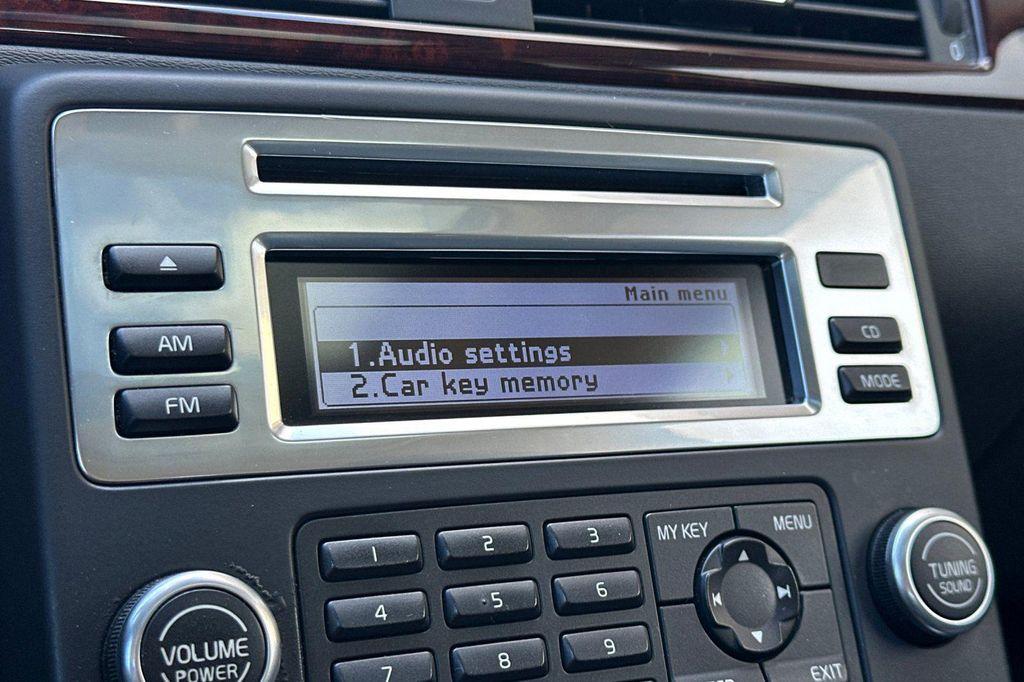 Main menu
1.Audio settings
2.Car key memory
AM
FM
CD
MODE
1
2
3
MY KEY
MENU
4
5
6
7
8
9
EXIT
VOLUME
POWER
TUNING
SOUND